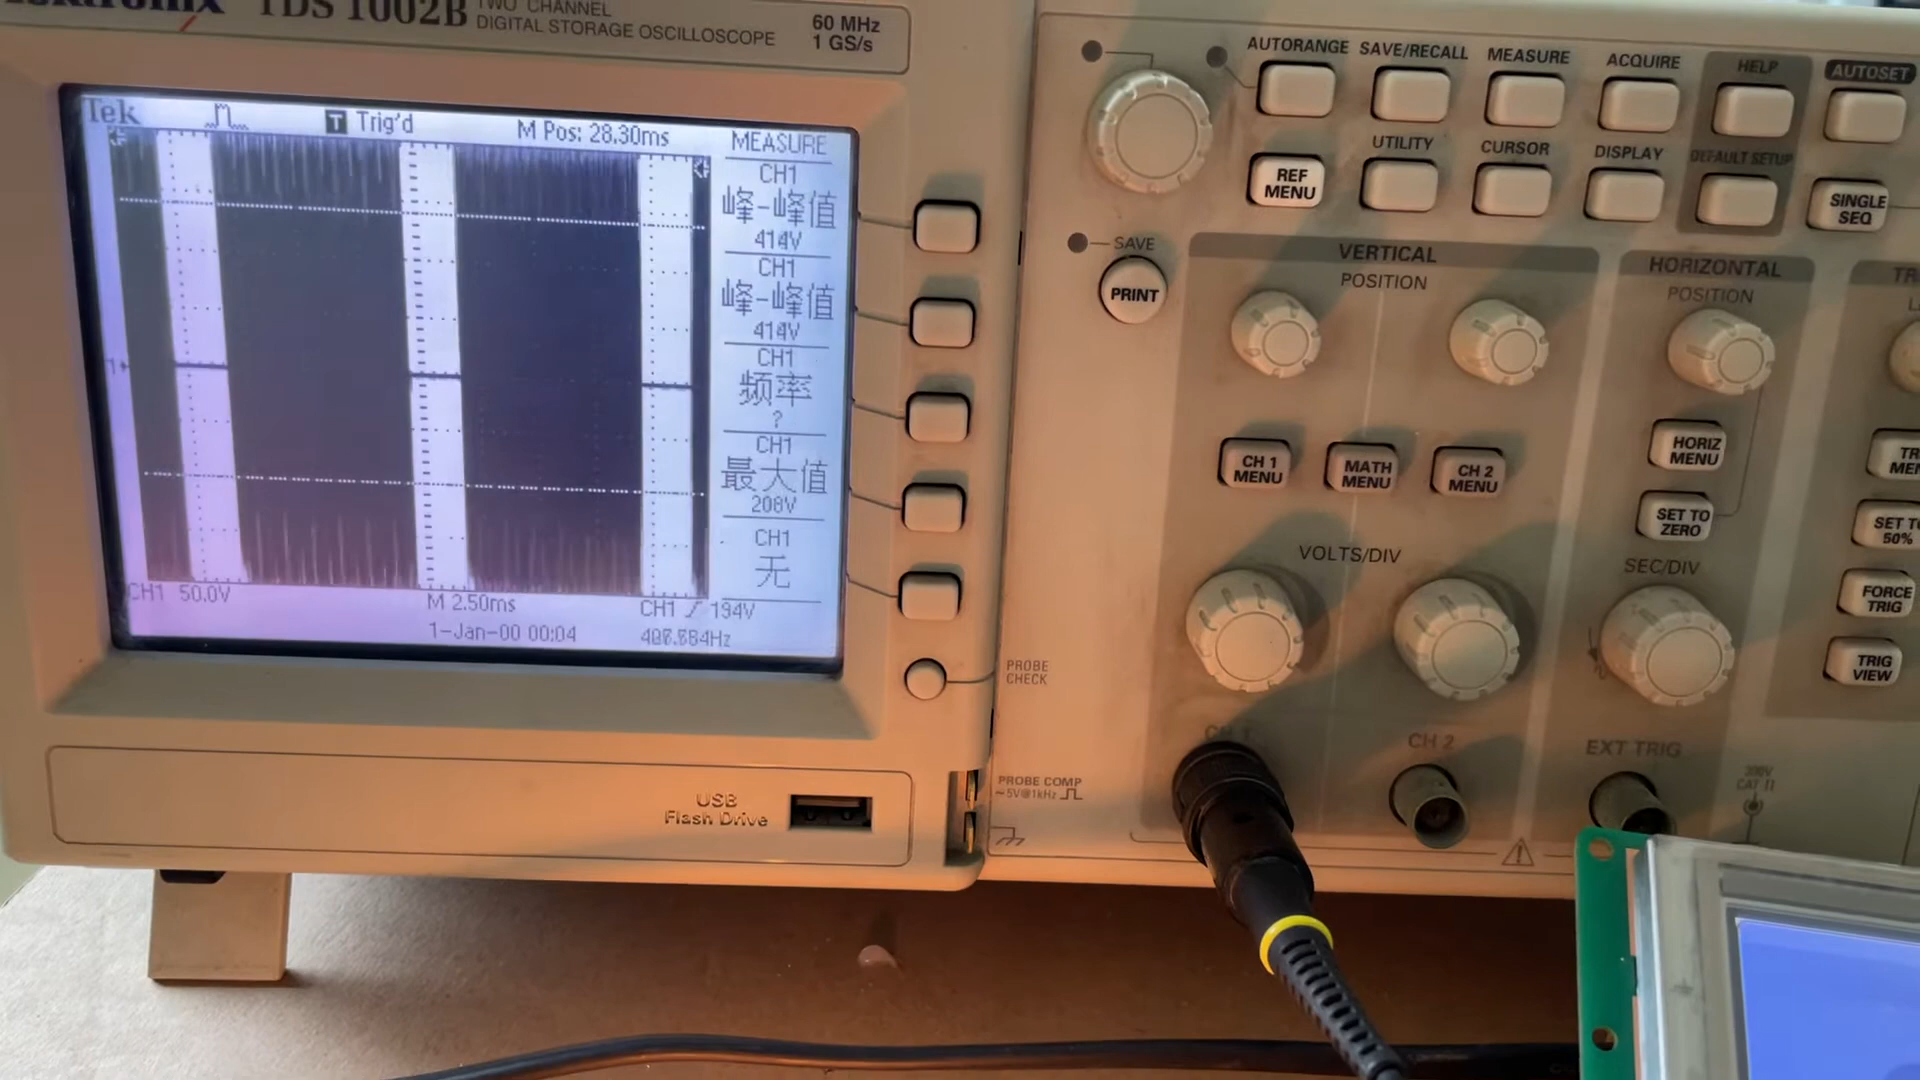 TDS 1002B
TWO CHANNEL
DIGITAL STORAGE OSCILLOSCOPE
60 MHz
1 GS/s
Tek
T Trig'd
M Pos: 28.30ms
MEASURE
CH1
峰-峰值
414V
CH1
峰-峰值
414V
CH1
频率
?
CH1
最大值
208V
CH1
无
1
CH1 50.0V
M 2.50ms
CH1 194V
1-Jan-00 00:04
AUTORANGE
SAVE/RECALL
MEASURE
ACQUIRE
HELP
AUTOSET
REF
MENU
UTILITY
CURSOR
DISPLAY
DEFAULT SETUP
SINGLE
SEQ
SAVE
PRINT
VERTICAL
POSITION
HORIZONTAL
POSITION
CH 1
MENU
MATH
MENU
CH 2
MENU
HORIZ
MENU
SET TO
ZERO
SET TO
50%
VOLTS/DIV
SEC/DIV
FORCE
TRIG
TRIG
VIEW
PROBE
CHECK
CH 2
EXT TRIG
300V
CAT II
PROBE COMP
~5V@1kHz
USB
Flash Drive